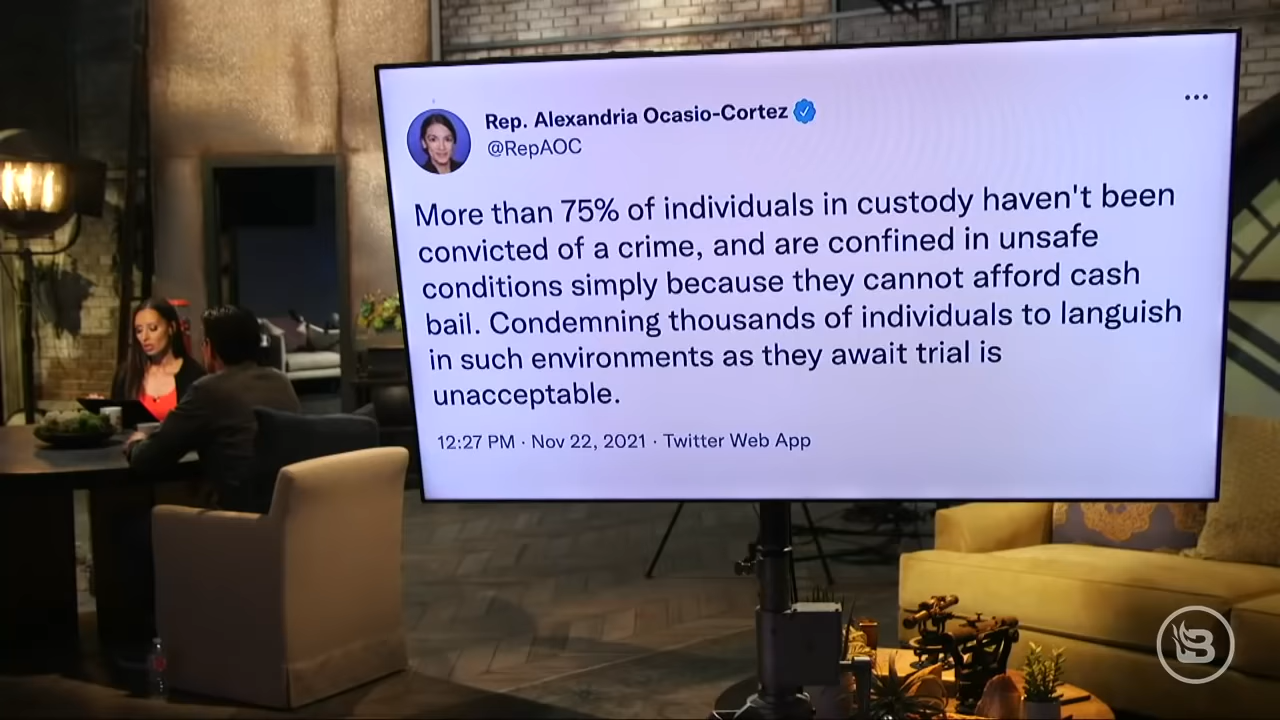 Rep. Alexandria Ocasio-Cortez
@RepAOC
More than 75% of individuals in custody haven't been
convicted of a crime, and are confined in unsafe
conditions simply because they cannot afford cash
bail. Condemning thousands of individuals to languish
in such environments as they await trial is
unacceptable.
12:27 PM · Nov 22, 2021 · Twitter Web App
B